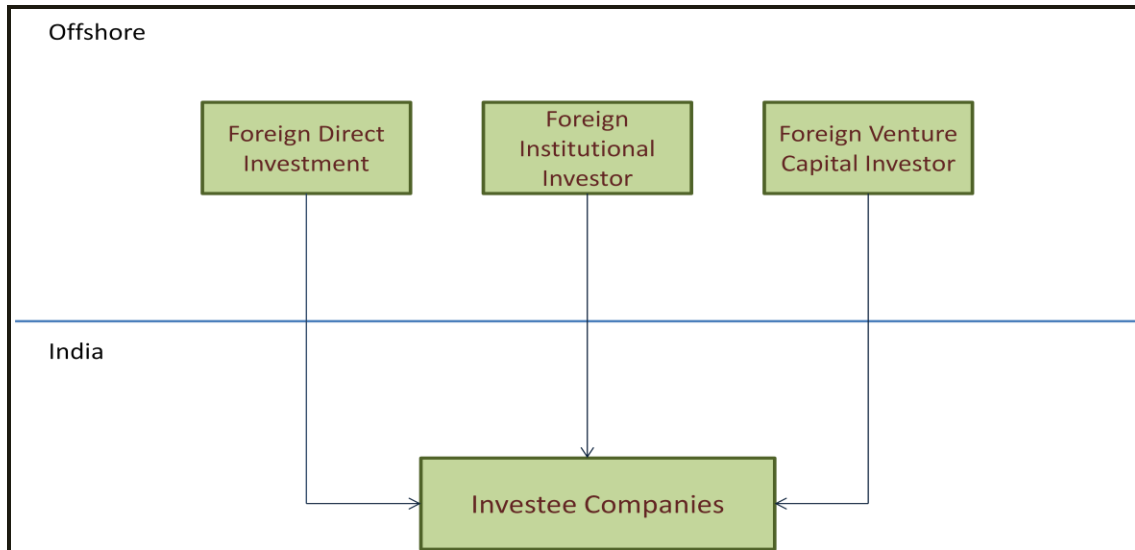 Offshore
Foreign Direct
Investment
Foreign
Institutional
Investor
Foreign Venture
Capital Investor
India
Investee Companies